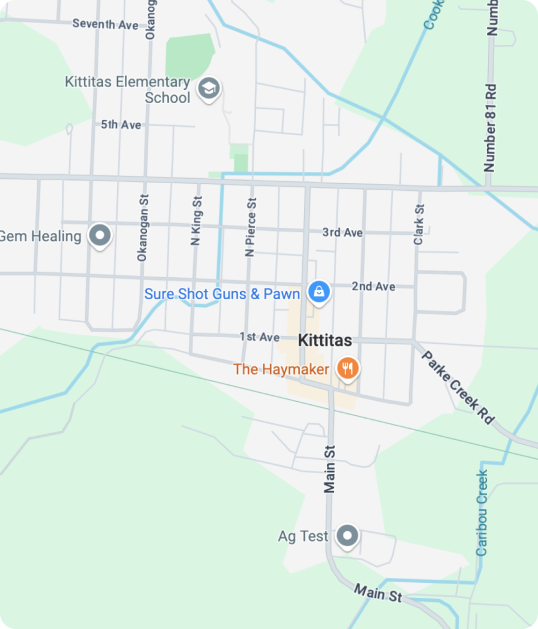 Seventh Ave
Okanog
Cook
Numb
Kittitas Elementary
School
5th Ave
Number 81 Rd
Okanogan St
N King St
N Pierce St
3rd Ave
Clark St
Gem Healing
Sure Shot Guns & Pawn
2nd Ave
1st Ave
Kittitas
The Haymaker
Parke Creek Rd
Main St
Caribou Creek
Ag Test
Main St